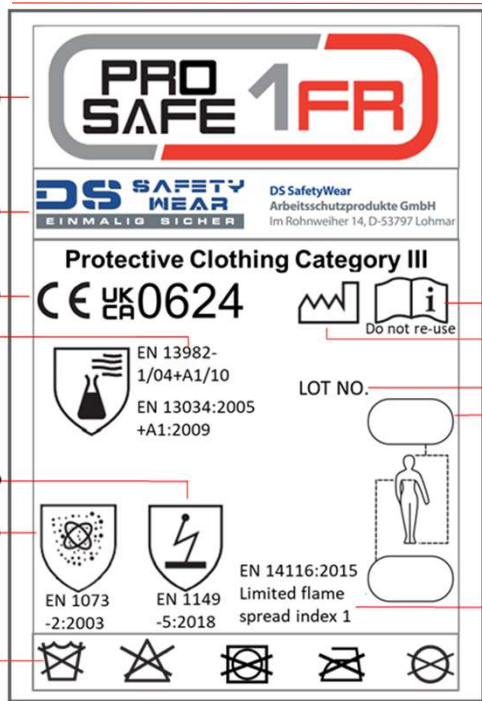 PRO
SAFE 1FR
DS SAFETY
WEAR
EINMALIG SICHER
DS SafetyWear
Arbeitsschutzprodukte GmbH
Im Rohnweiher 14, D-53797 Lohmar
Protective Clothing Category III
CE UK
CA 0624
i
Do not re-use
EN 13982-
1/04+A1/10
EN 13034:2005
+A1:2009
LOT NO.
EN 1073
-2:2003
EN 1149
-5:2018
EN 14116:2015
Limited flame
spread index 1